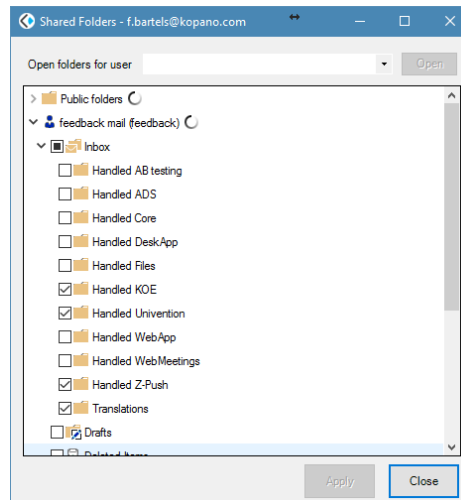 Shared Folders - f.bartels@kopano.com
Open folders for user
Open
Public folders
feedback mail (feedback)
Inbox
Handled AB testing
Handled ADS
Handled Core
Handled DeskApp
Handled Files
Handled KOE
Handled Univention
Handled WebApp
Handled WebMeetings
Handled Z-Push
Translations
Drafts
Deleted Items
Apply
Close